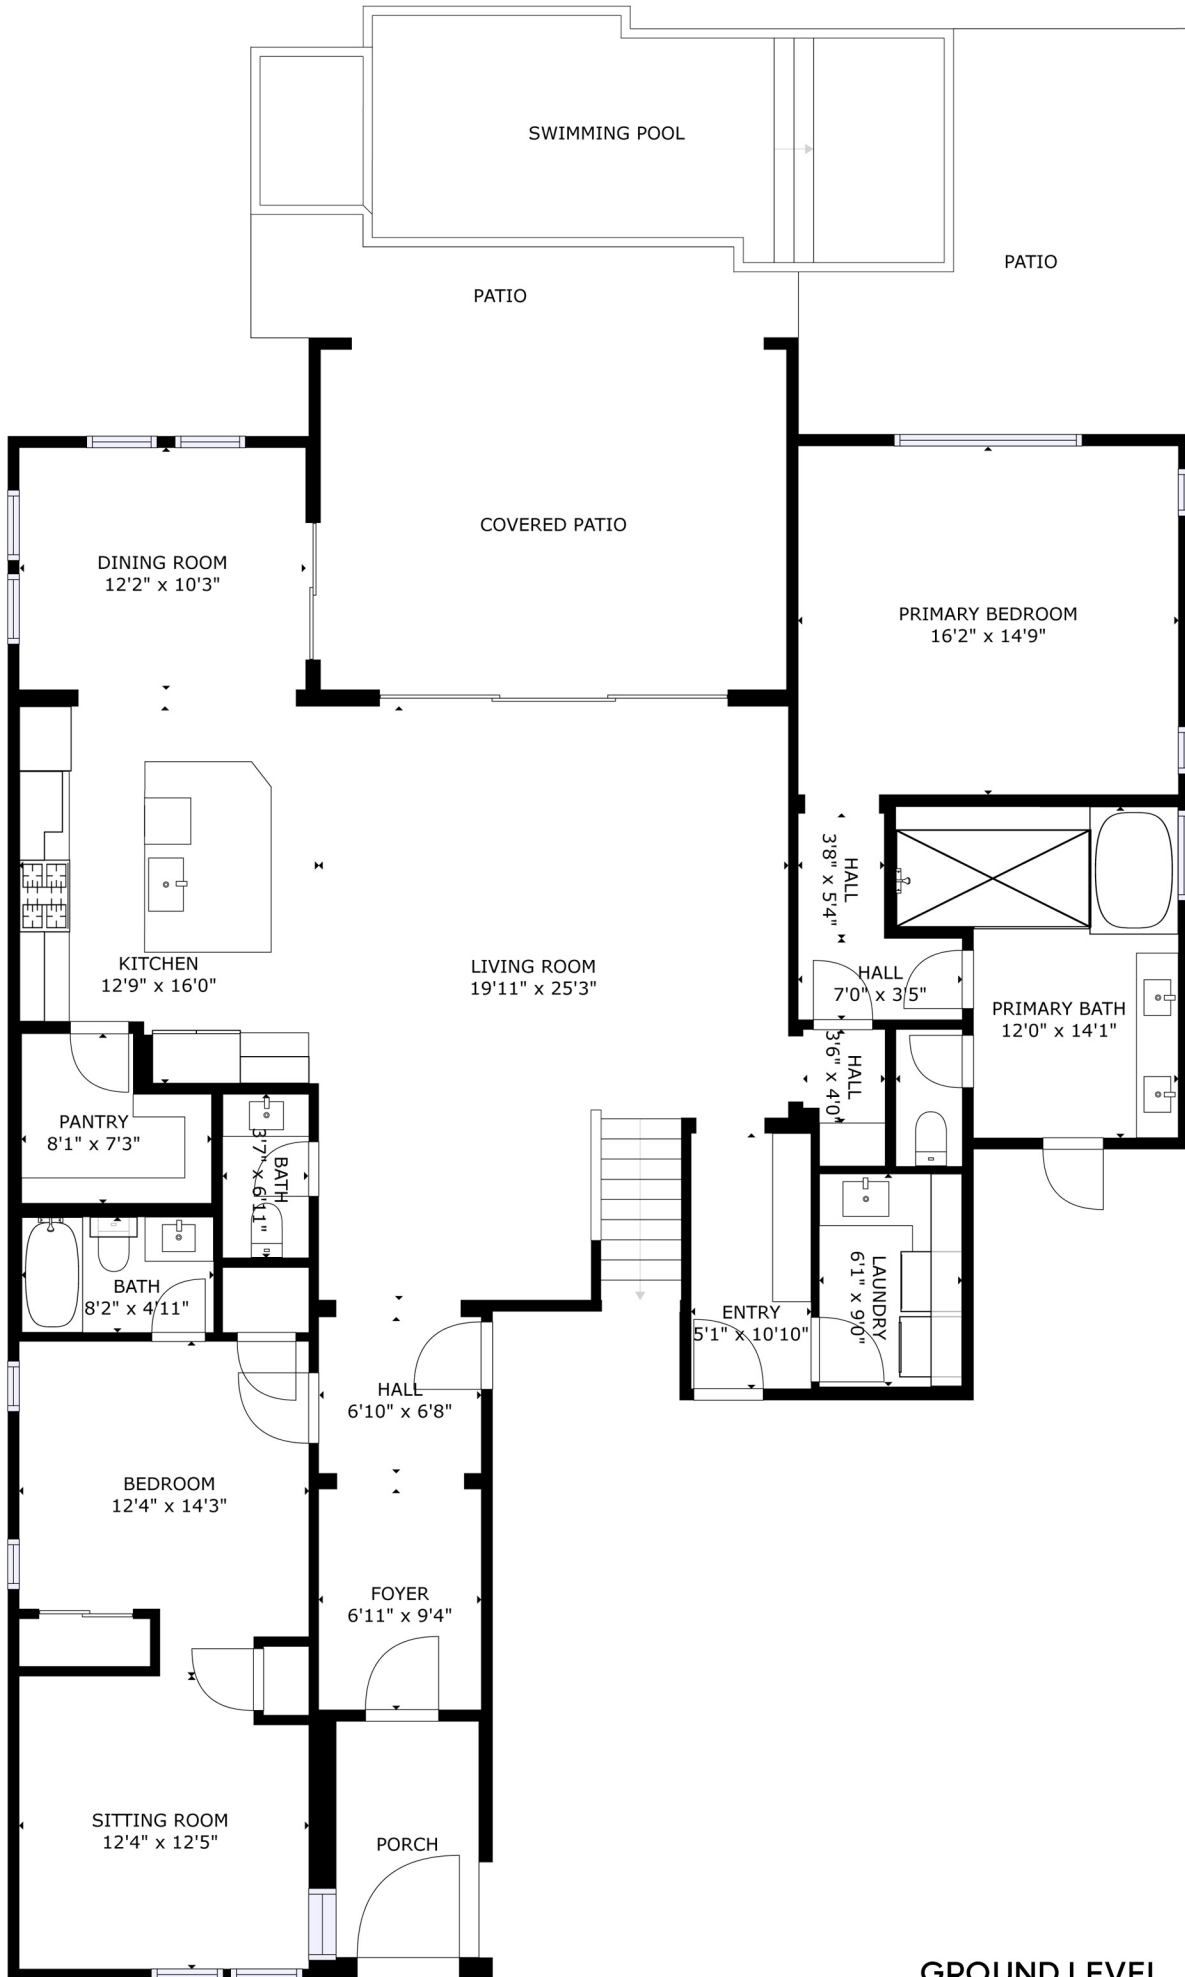 SWIMMING POOL
PATIO
PATIO
COVERED PATIO
DINING ROOM
12'2" x 10'3"
PRIMARY BEDROOM
16'2" x 14'9"
HALL
3'8" x 5'4"
KITCHEN
12'9" x 16'0"
LIVING ROOM
19'11" x 25'3"
HALL
7'0" x 3'5"
PRIMARY BATH
12'0" x 14'1"
HALL
3'6" x 4'0"
PANTRY
8'1" x 7'3"
BATH
3'7" x 6'11"
BATH
8'2" x 4'11"
ENTRY
5'1" x 10'10"
LAUNDRY
6'1" x 9'0"
HALL
6'10" x 6'8"
BEDROOM
12'4" x 14'3"
FOYER
6'11" x 9'4"
SITTING ROOM
12'4" x 12'5"
PORCH
GROUND LEVEL